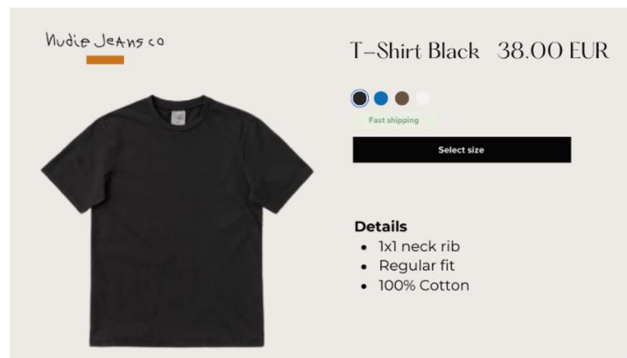 Nudie Jeans co
T-Shirt Black 38.00 EUR
Fast shipping
Select size
Details
• 1x1 neck rib
• Regular fit
• 100% Cotton